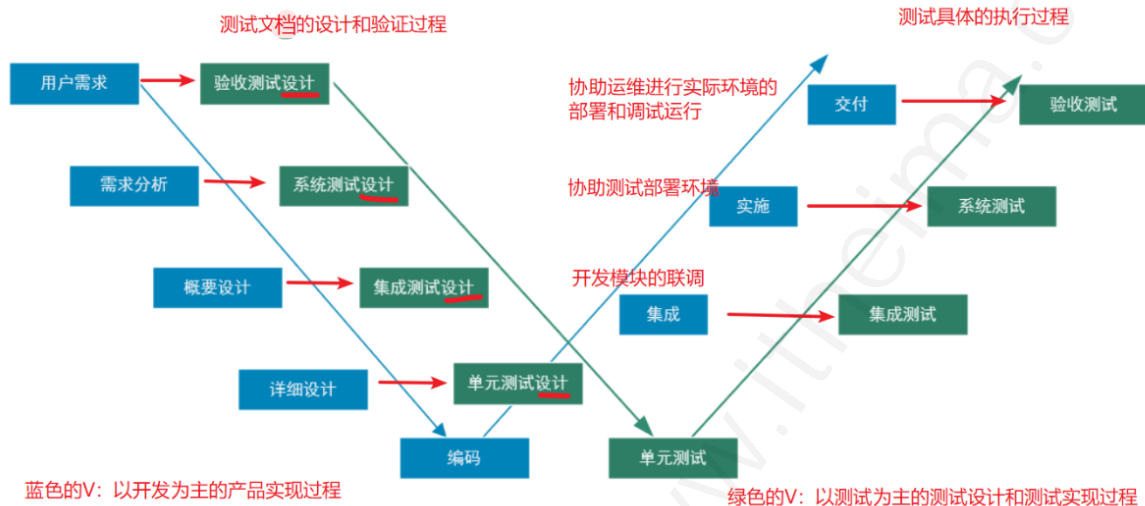 测试文档的设计和验证过程
测试具体的执行过程
用户需求
验收测试设计
协助运维进行实际环境的
部署和调试运行
交付
验收测试
需求分析
系统测试设计
协助测试部署环境
实施
系统测试
概要设计
集成测试设计
开发模块的联调
集成
集成测试
详细设计
单元测试设计
编码
单元测试
蓝色的V：以开发为主的产品实现过程
绿色的V：以测试为主的测试设计和测试实现过程
www.itheima.c